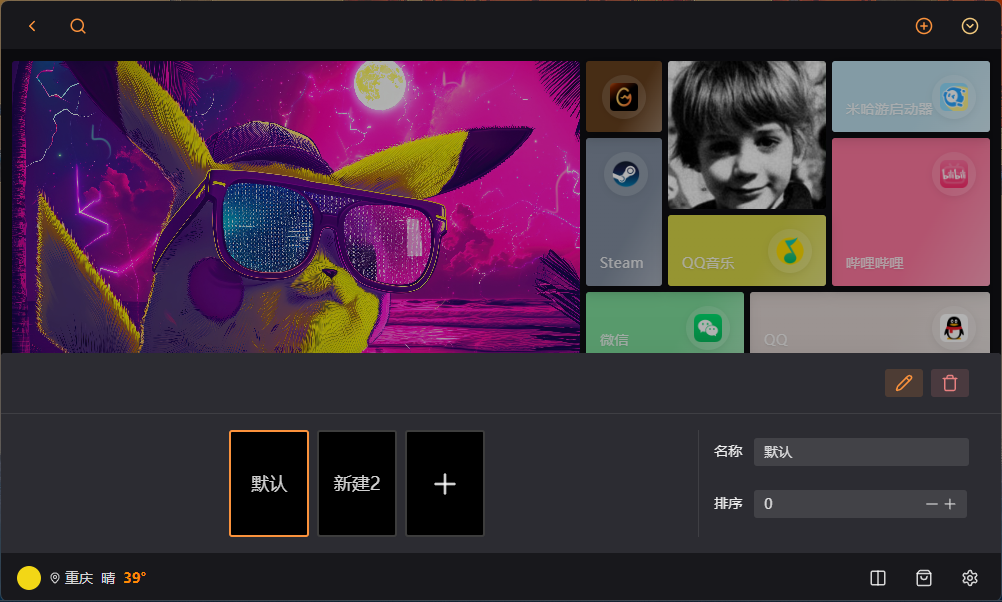 米哈游启动器
bilibili
Steam
QQ音乐
哔哩哔哩
微信
QQ
名称
默认
默认
新建2
排序
0
重庆 晴 39°